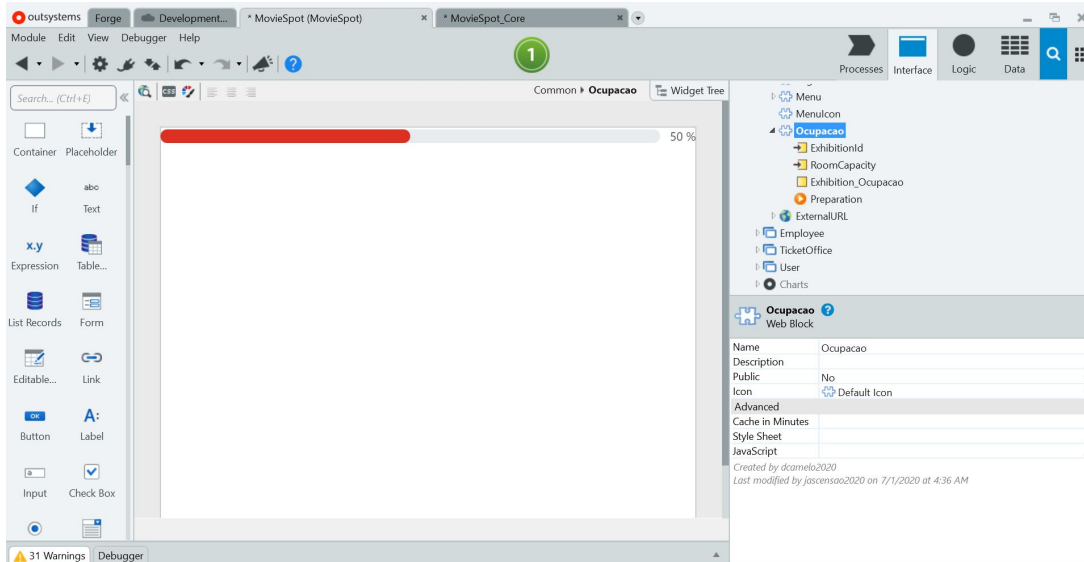 outsystems Forge Development... * MovieSpot (MovieSpot) × * MovieSpot_Core ×
Module Edit View Debugger Help
1
Processes Interface Logic Data
Search... (Ctrl+E)
CSS
Common Ocupacao Widget Tree
Container Placeholder
abc
If Text
x.y
Expression Table...
List Records Form
Editable... Link
OK A:
Button Label
a
Input Check Box
31 Warnings Debugger
50 %
Menu
MenuIcon
Ocupacao
ExhibitionId
RoomCapacity
Exhibition_Ocupacao
Preparation
ExternalURL
Employee
TicketOffice
User
Charts
Ocupacao ?
Web Block
Name Ocupacao
Description
Public No
Icon Default Icon
Advanced
Cache in Minutes
Style Sheet
JavaScript
Created by dcamelo2020
Last modified by jascensao2020 on 7/1/2020 at 4:36 AM